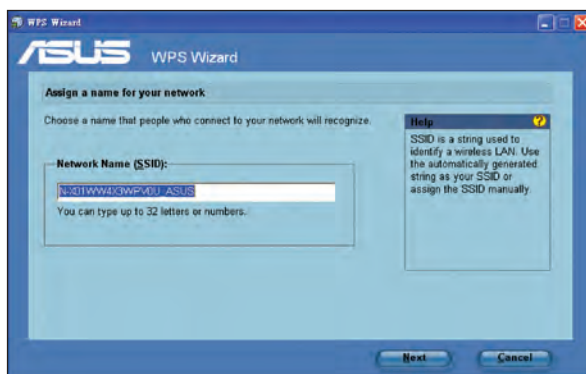 WPS Wizard
ASUS WPS Wizard
Assign a name for your network
Choose a name that people who connect to your network will recognize.
Network Name (SSID):
You can type up to 32 letters or numbers.
Help
SSID is a string used to
identify a wireless LAN. Use
the automatically generated
string as your SSID or
assign the SSID manually.
Next
Cancel